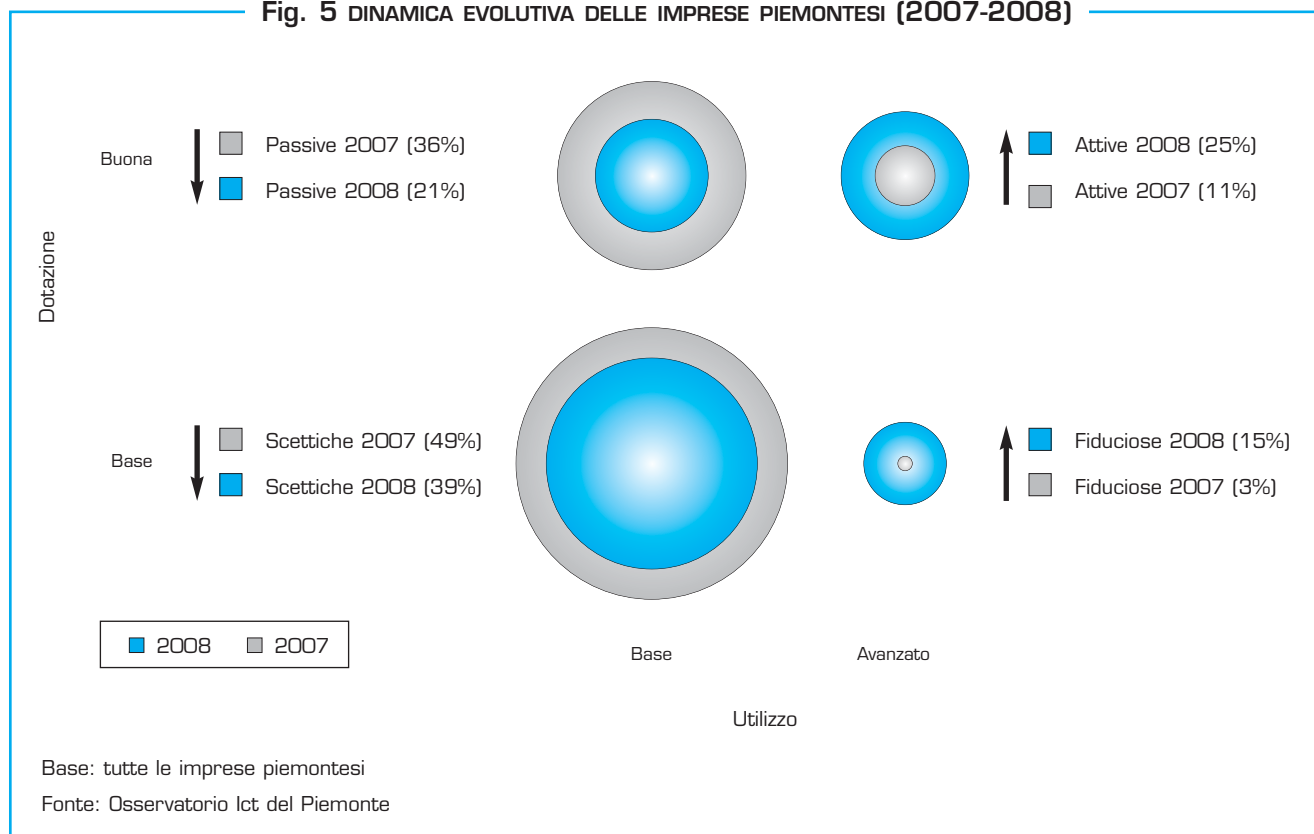 Fig. 5 DINAMICA EVOLUTIVA DELLE IMPRESE PIEMONTESI (2007-2008)
Dotazione
Buona
Passive 2007 (36%)
Passive 2008 (21%)
Attive 2008 (25%)
Attive 2007 (11%)
Base
Scettiche 2007 (49%)
Scettiche 2008 (39%)
Fiduciose 2008 (15%)
Fiduciose 2007 (3%)
2008 2007
Base Avanzato
Utilizzo
Base: tutte le imprese piemontesi
Fonte: Osservatorio Ict del Piemonte